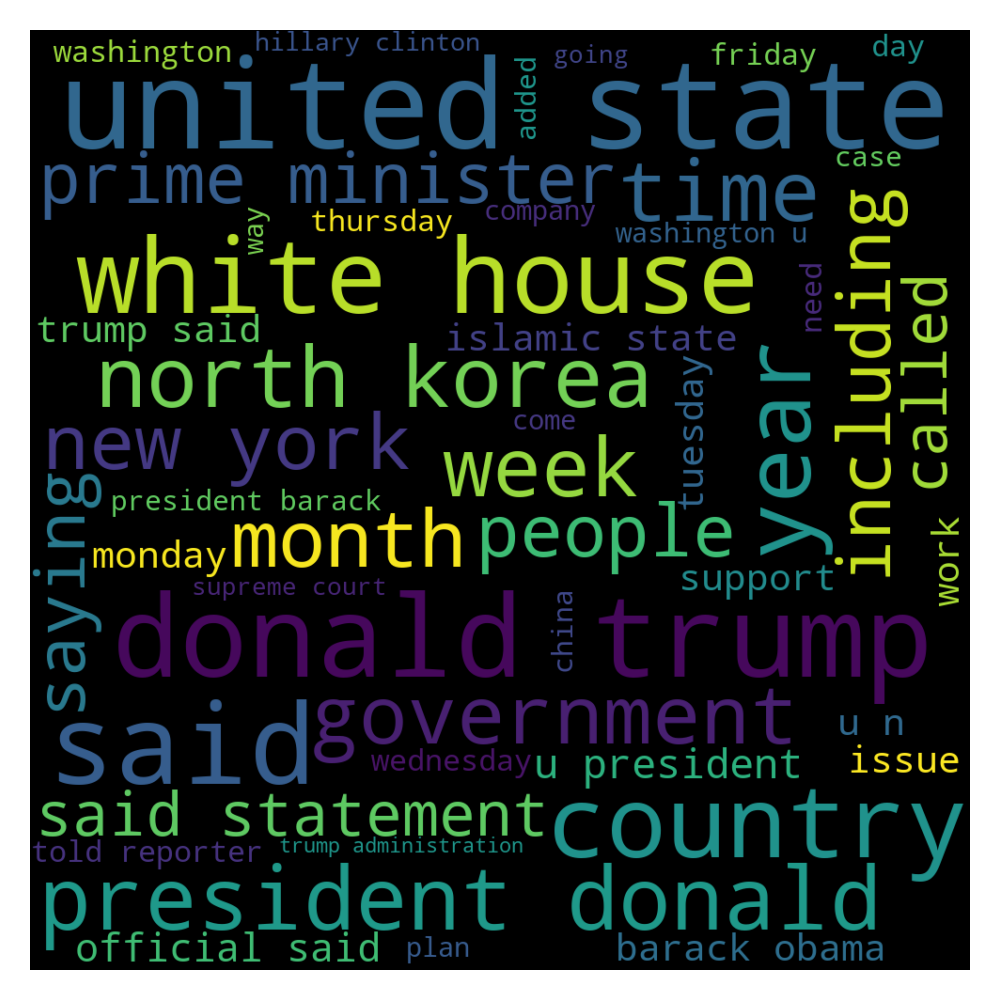 washington
hillary clinton
going
friday
day
united state
added
prime minister
time
case
thursday
company
way
washington u
including
white house
need
called
trump said
islamic state
north korea
year
tuesday
new york
come
week
saying
president barack
month
people
monday
support
work
supreme court
china
donald trump
said
government
u n
wednesday
u president
issue
said statement
country
told reporter
trump administration
president donald
official said
plan
barack obama